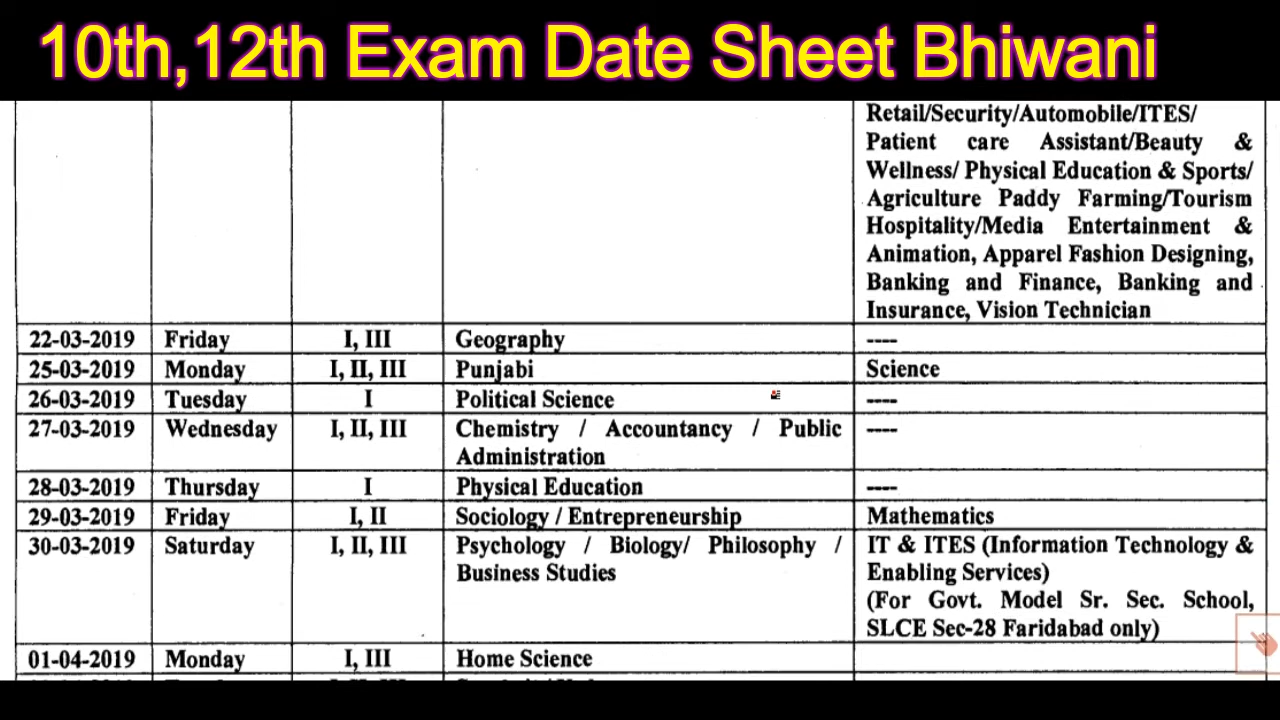 10th,12th Exam Date Sheet Bhiwani
Retail/Security/Automobile/ITES/
Patient care Assistant/Beauty &
Wellness/ Physical Education & Sports/
Agriculture Paddy Farming/Tourism
Hospitality/Media Entertainment &
Animation, Apparel Fashion Designing,
Banking and Finance, Banking and
Insurance, Vision Technician
22-03-2019 Friday I, III Geography ----
25-03-2019 Monday I, II, III Punjabi Science
26-03-2019 Tuesday I Political Science ----
27-03-2019 Wednesday I, II, III Chemistry / Accountancy / Public ----
Administration
28-03-2019 Thursday I Physical Education ----
29-03-2019 Friday I, II Sociology / Entrepreneurship Mathematics
30-03-2019 Saturday I, II, III Psychology / Biology/ Philosophy / IT & ITES (Information Technology &
Business Studies Enabling Services)
(For Govt. Model Sr. Sec. School,
SLCE Sec-28 Faridabad only)
01-04-2019 Monday I, III Home Science